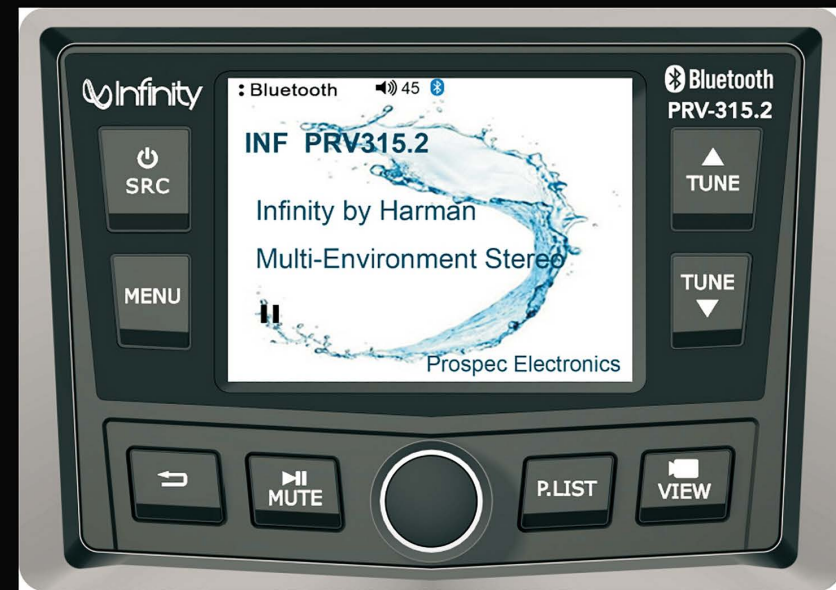 Infinity
: Bluetooth 45
INF PRV315.2
Infinity by Harman
Multi-Environment Stereo
Prospec Electronics
Bluetooth
PRV-315.2
SRC
MENU
TUNE
TUNE
MUTE
P.LIST
VIEW